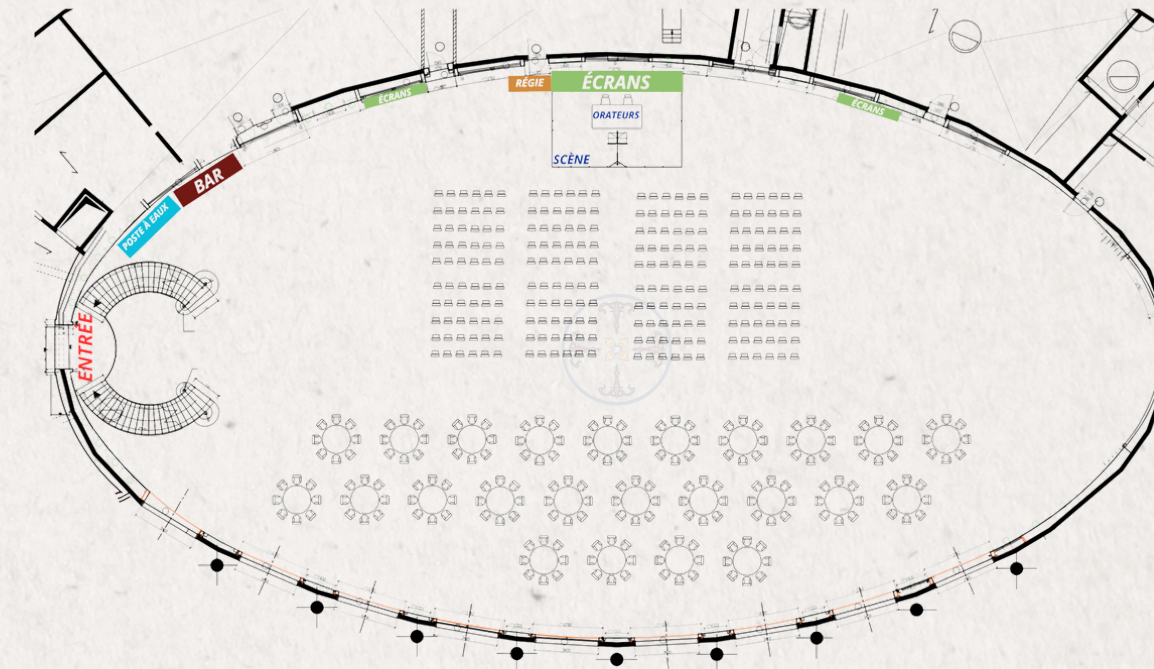 RÉGIE
ÉCRANS
ÉCRANS
ÉCRANS
ORATEURS
SCÈNE
BAR
POSTE À EAUX
ENTRÉE